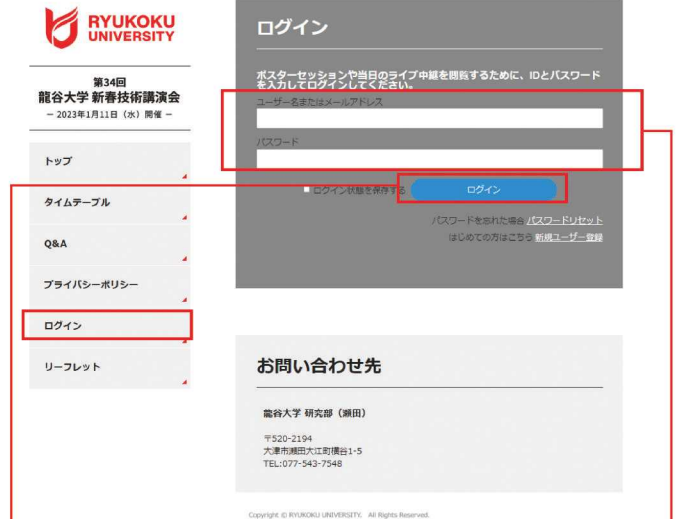 RYUKOKU
UNIVERSITY
第34回
龍谷大学 新春技術講演会
− 2023年1月11日（水）開催 −
トップ
タイムテーブル
Q&A
プライバシーポリシー
ログイン
リーフレット
ログイン
ポスターセッションや当日のライブ中継を閲覧するために、IDとパスワード
を入力してログインしてください。
ユーザー名またはメールアドレス
パスワード
ログイン状態を保存する
ログイン
パスワードを忘れた場合 パスワードリセット
はじめての方はこちら 新規ユーザー登録
お問い合わせ先
龍谷大学 研究部（瀬田）
〒520-2194
大津市瀬田大江町横谷1-5
TEL:077-543-7548
Copyright © RYUKOKU UNIVERSITY. All Rights Reserved.